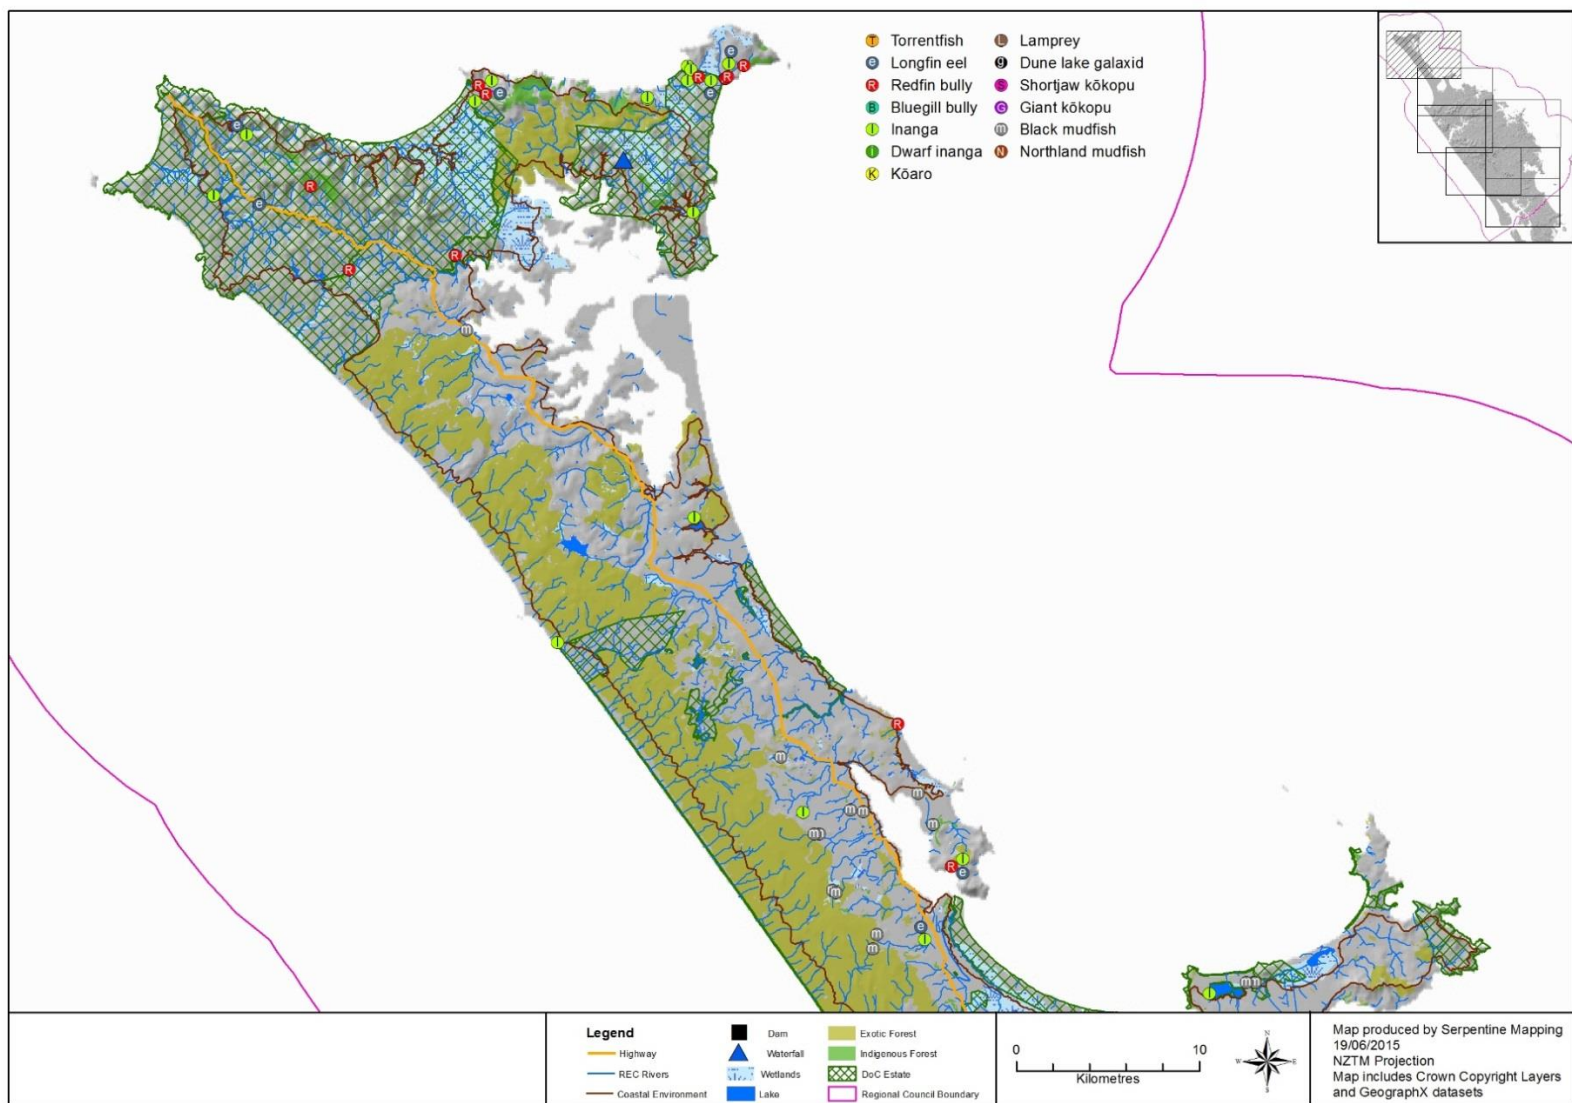 T Torrentfish
e Longfin eel
R Redfin bully
B Bluegill bully
I Inanga
i Dwarf inanga
K Kōaro
L Lamprey
g Dune lake galaxid
S Shortjaw kōkopu
G Giant kōkopu
m Black mudfish
N Northland mudfish
Legend
Highway
REC Rivers
Coastal Environment
Dam
Waterfall
Wetlands
Lake
Exotic Forest
Indigenous Forest
DoC Estate
Regional Council Boundary
0 10
Kilometres
N
W E
S
Map produced by Serpentine Mapping
19/06/2015
NZTM Projection
Map includes Crown Copyright Layers
and GeographX datasets